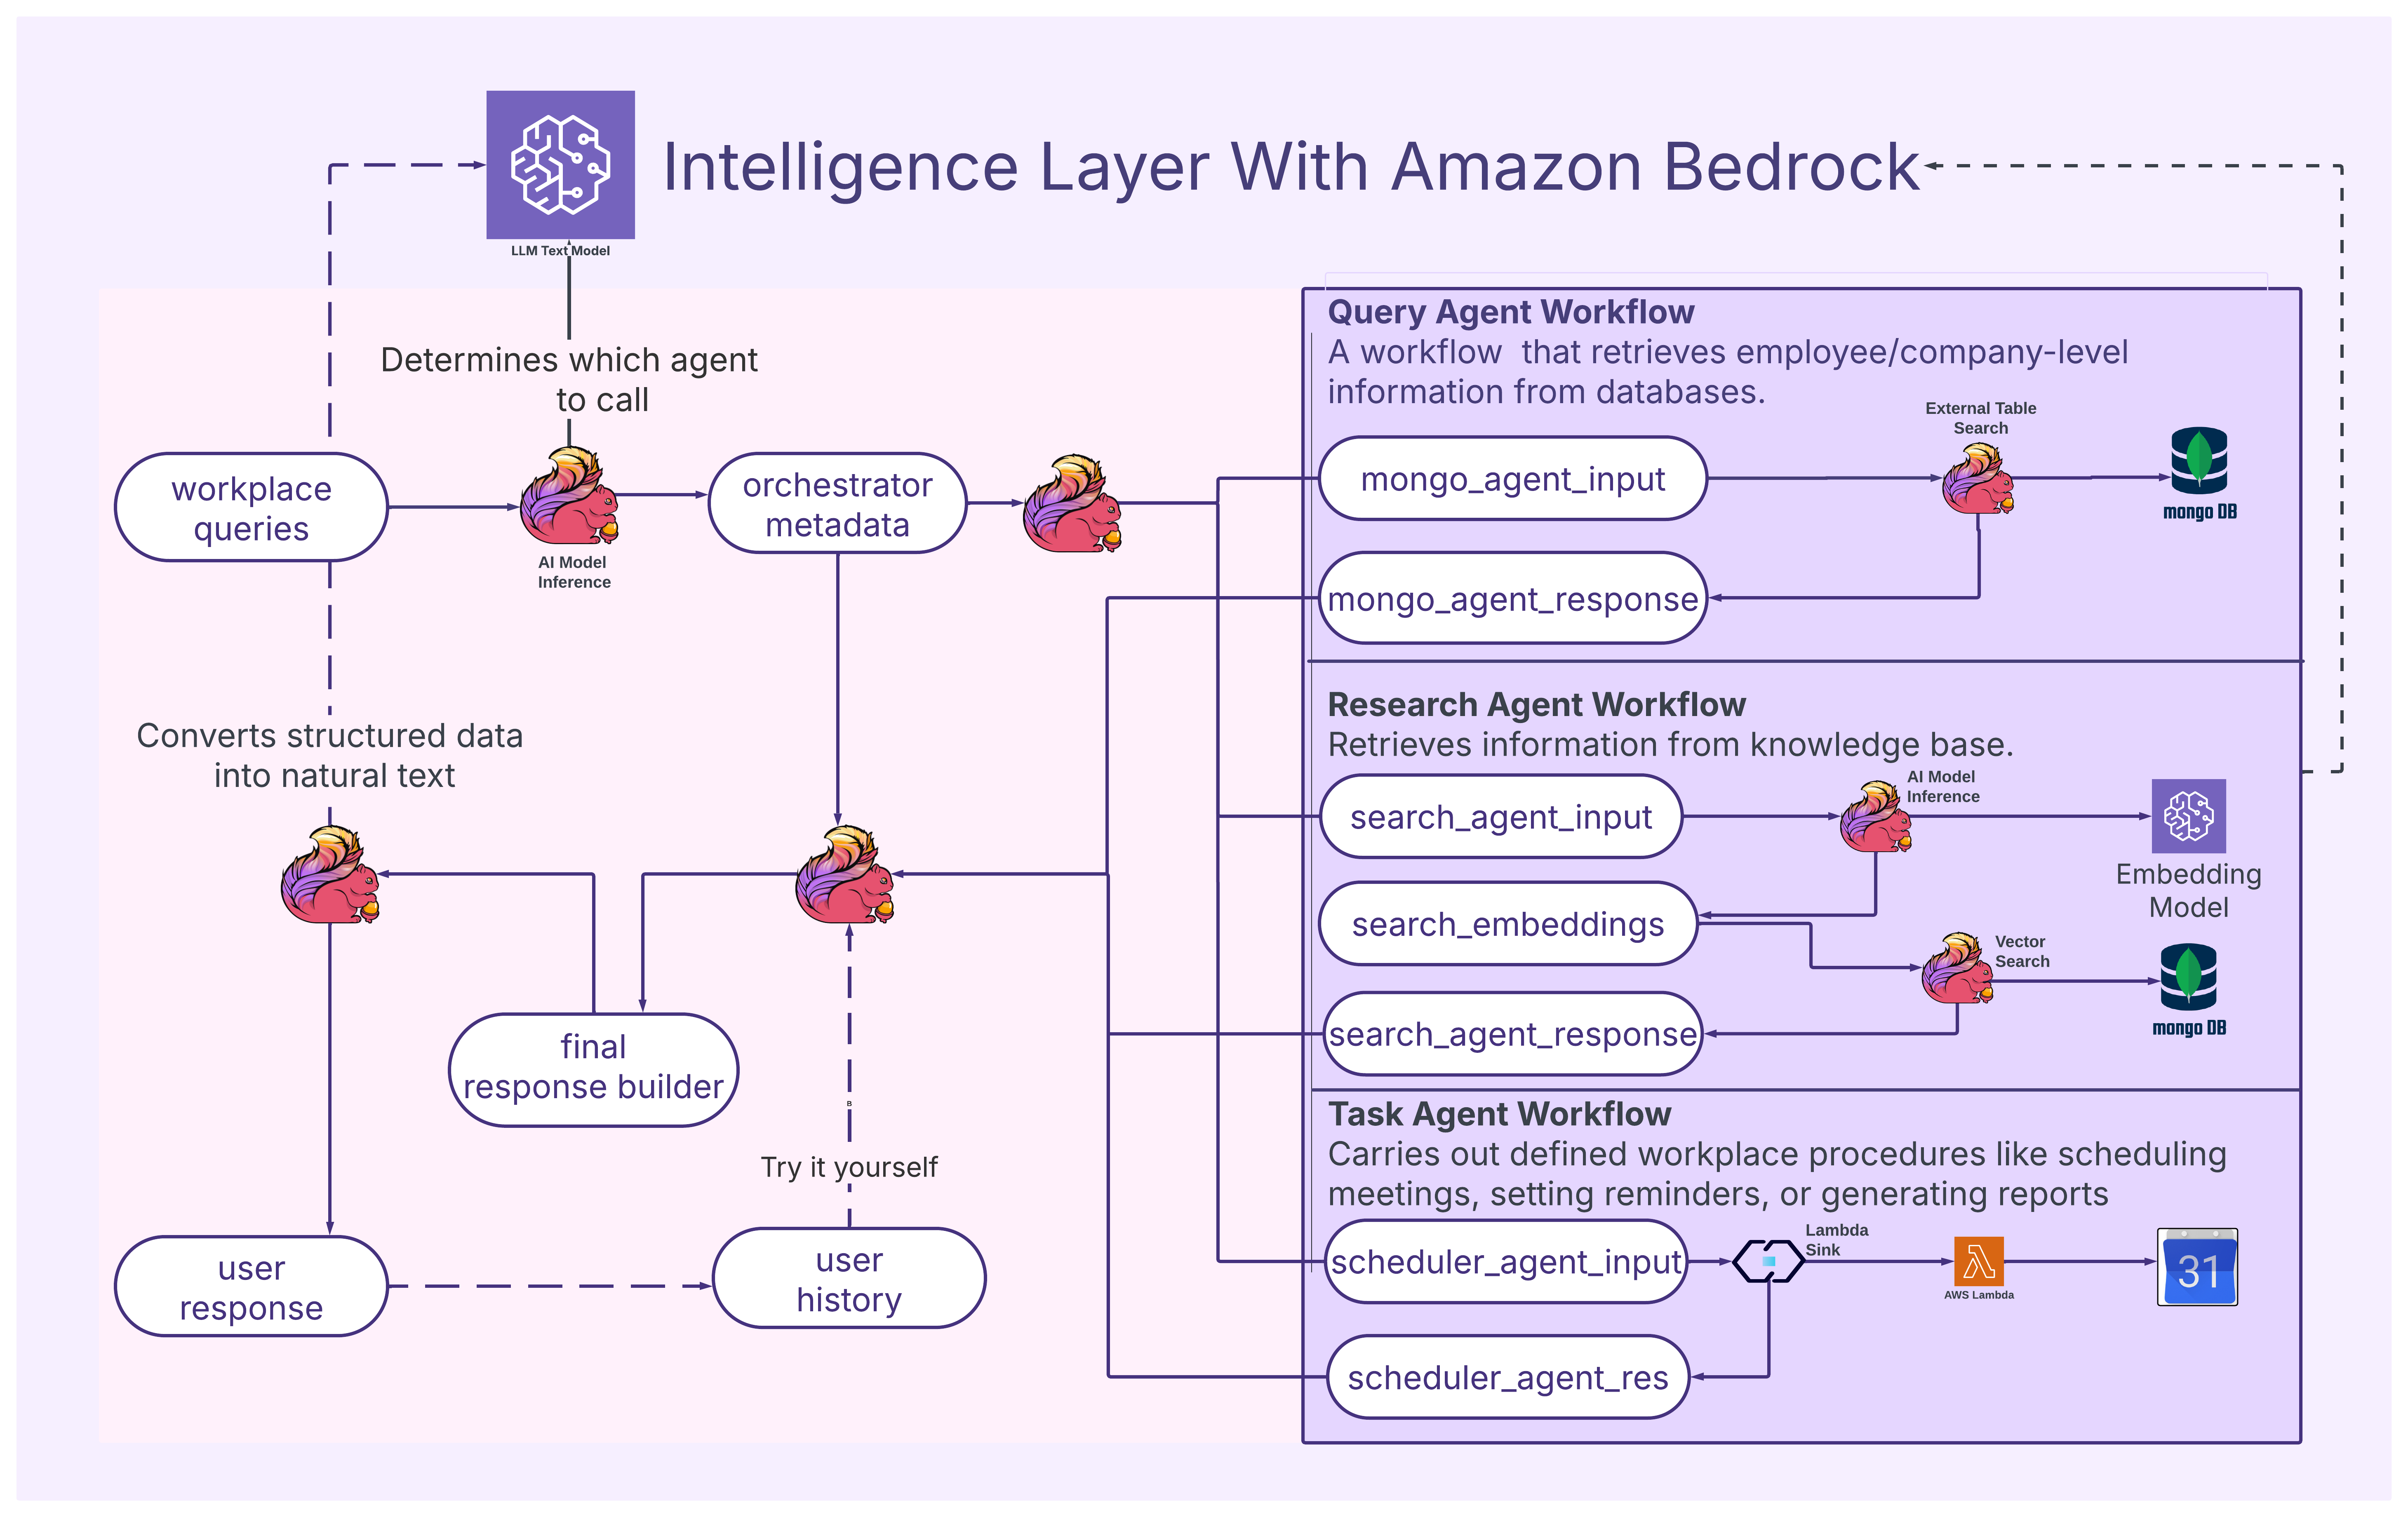 Intelligence Layer With Amazon Bedrock
LLM Text Model
Determines which agent
to call
workplace
queries
AI Model
Inference
orchestrator
metadata
Converts structured data
into natural text
final
response builder
B
Try it yourself
user
response
user
history
Query Agent Workflow
A workflow  that retrieves employee/company-level
information from databases.
External Table
Search
mongo_agent_input
mongo DB
mongo_agent_response
Research Agent Workflow
Retrieves information from knowledge base.
AI Model
Inference
search_agent_input
Embedding
Model
search_embeddings
Vector
Search
mongo DB
search_agent_response
Task Agent Workflow
Carries out defined workplace procedures like scheduling
meetings, setting reminders, or generating reports
Lambda
Sink
scheduler_agent_input
AWS Lambda
31
scheduler_agent_res